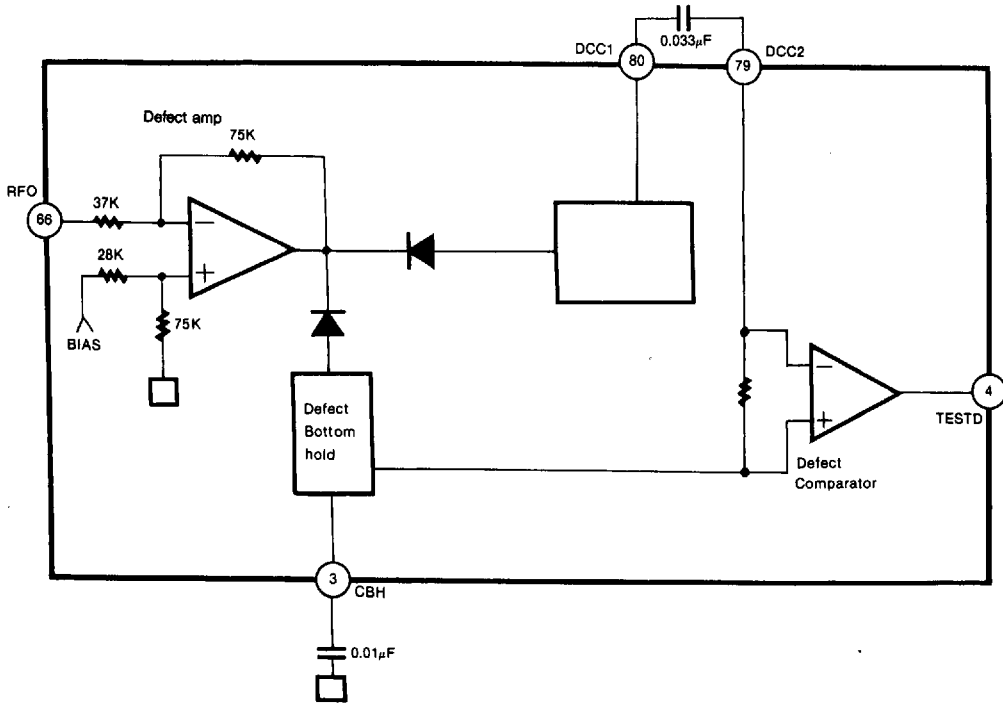 DCC1
80
0.033µF
79
DCC2
Defect amp
75K
RFO
66
37K
28K
75K
BIAS
Defect
Bottom
hold
Defect
Comparator
4
TESTD
3
CBH
0.01µF